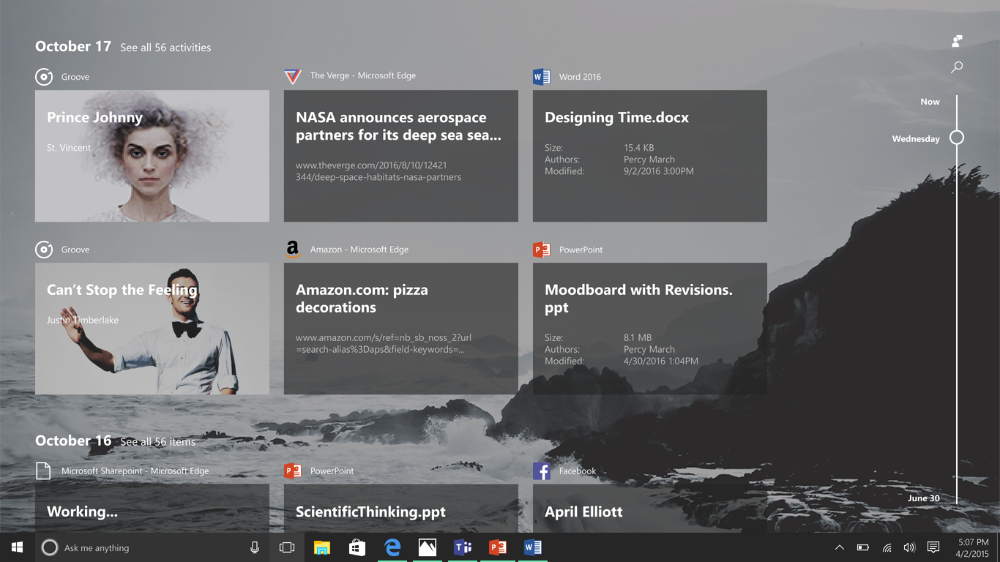 October 17 See all 56 activities
Groove
Prince Johnny
St. Vincent
The Verge - Microsoft Edge
NASA announces aerospace
partners for its deep sea sea...
www.theverge.com/2016/8/10/12421
344/deep-space-habitats-nasa-partners
Word 2016
Designing Time.docx
Size: 15.4 KB
Authors: Percy March
Modified: 9/2/2016 3:00PM
Groove
Can’t Stop the Feeling
Justin Timberlake
Amazon - Microsoft Edge
Amazon.com: pizza
decorations
www.amazon.com/s/ref=nb_sb_noss_2?url
=search-alias%3Daps&field-keywords=...
PowerPoint
Moodboard with Revisions.
ppt
Size: 8.1 MB
Authors: Percy March
Modified: 4/30/2016 1:04PM
October 16 See all 56 items
Microsoft Sharepoint - Microsoft Edge
Working...
PowerPoint
ScientificThinking.ppt
Facebook
April Elliott
Now
Wednesday
June 30
Ask me anything
5:07 PM
4/2/2015